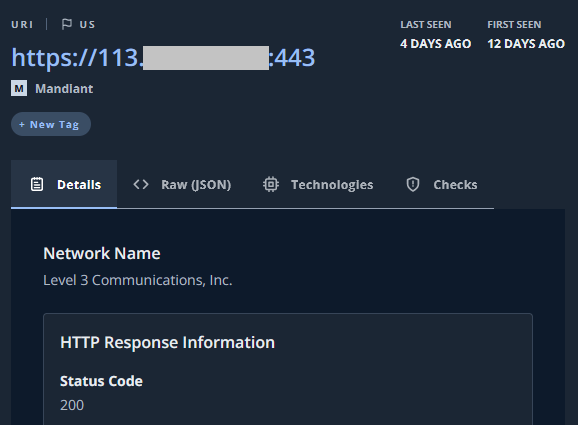 URI | US
LAST SEEN
FIRST SEEN
4 DAYS AGO
12 DAYS AGO
https://113. :443
M Mandiant
+ New Tag
Details
Raw (JSON)
Technologies
Checks
Network Name
Level 3 Communications, Inc.
HTTP Response Information
Status Code
200